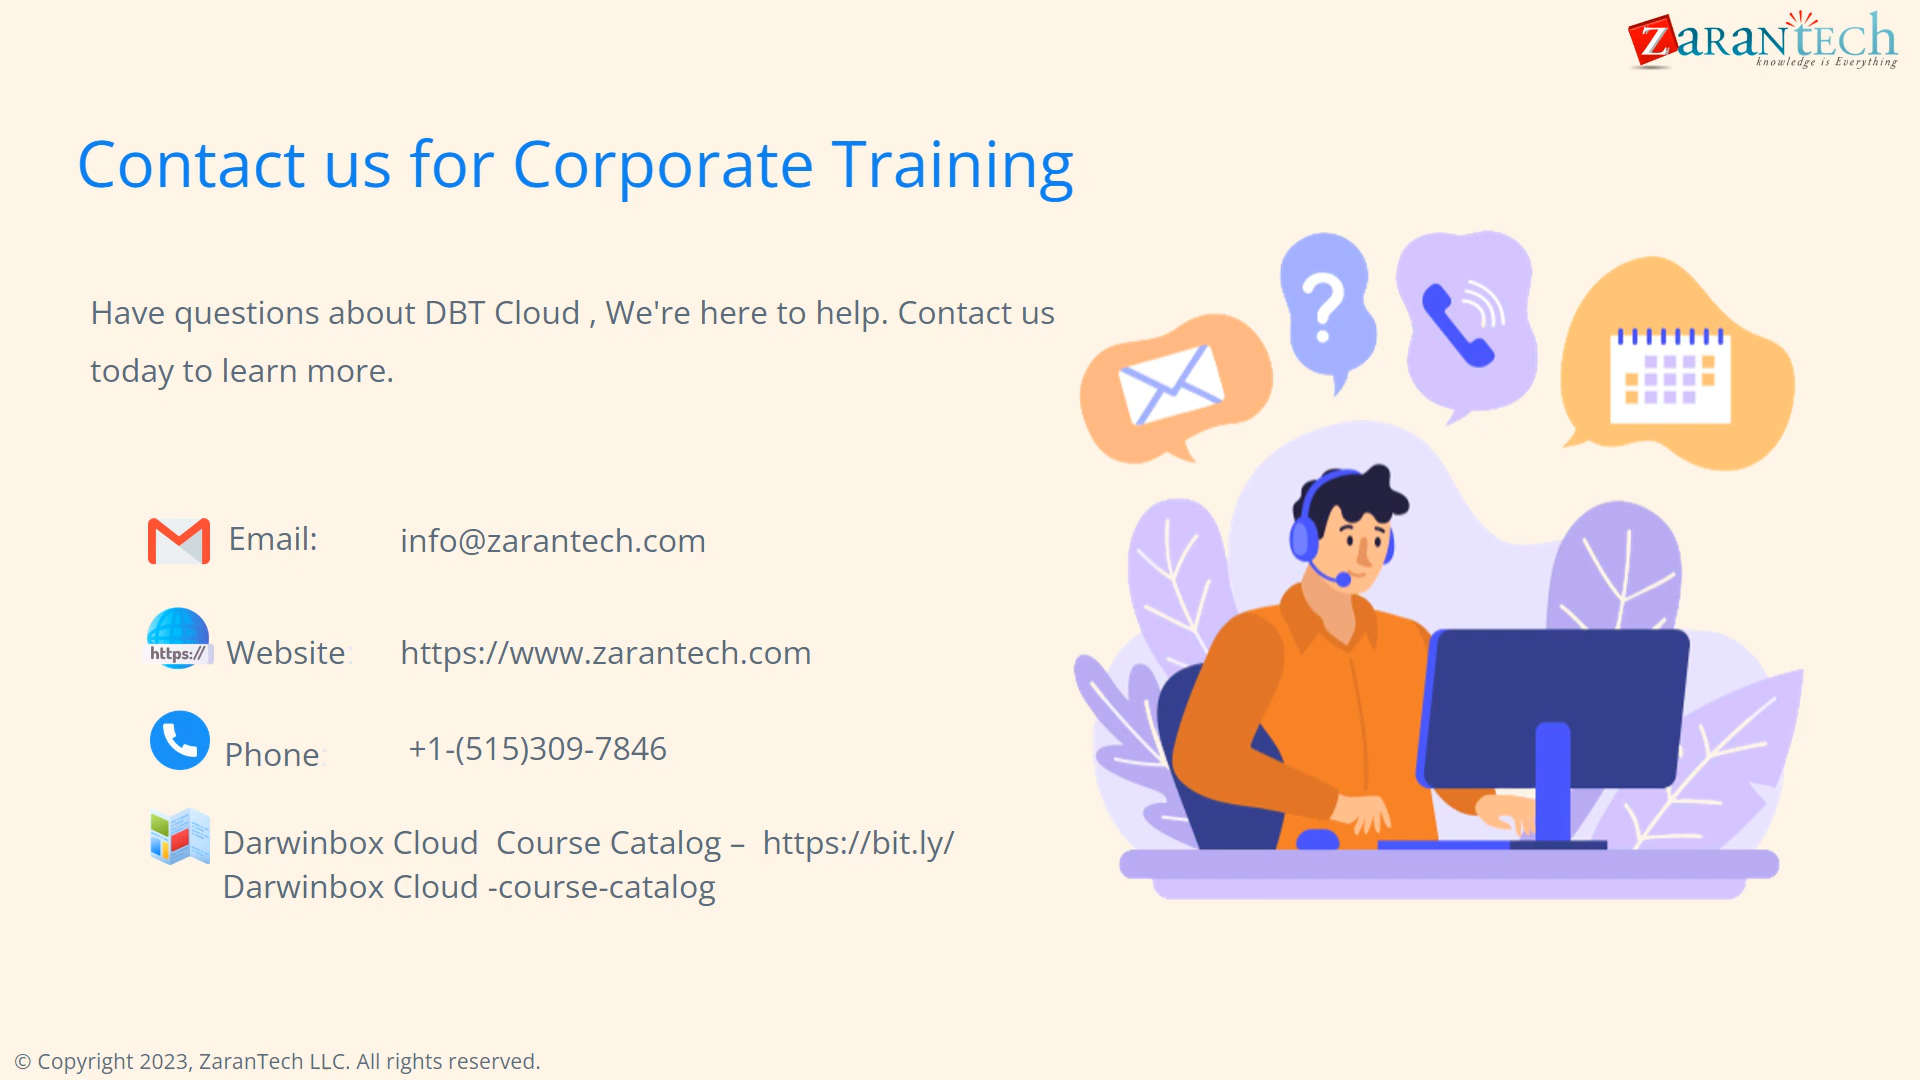 ZaranTech
knowledge is Everything
Contact us for Corporate Training
Have questions about DBT Cloud , We're here to help. Contact us
today to learn more.
Email: info@zarantech.com
https://
Website: https://www.zarantech.com
Phone: +1-(515)309-7846
Darwinbox Cloud  Course Catalog –  https://bit.ly/
Darwinbox Cloud -course-catalog
© Copyright 2023, ZaranTech LLC. All rights reserved.